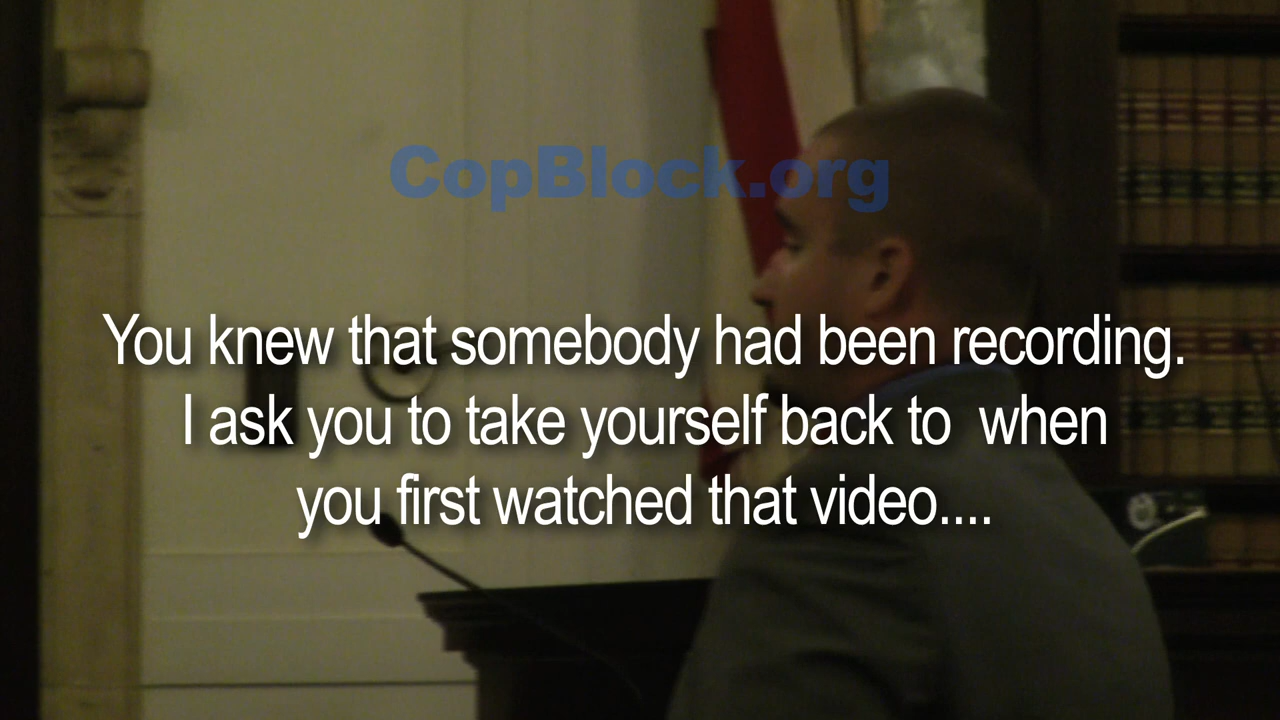 CopBlock.org
You knew that somebody had been recording.
I ask you to take yourself back to  when
you first watched that video....